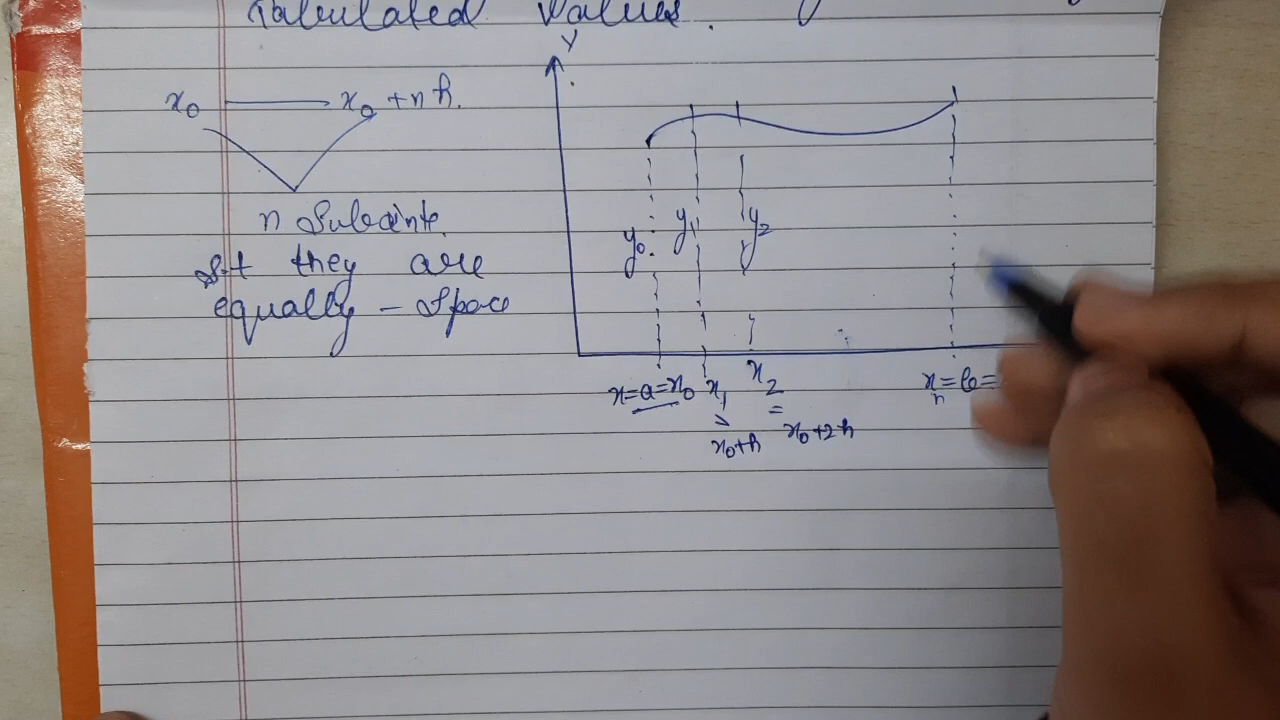 Tabulated values.
x₀ — x₀ + nh.
n Subints.
S.t they are
equally - Space
Y
y₀ y₁ y₂
x=a=x₀ x₁ x₂ xₙ=b=
= =
x₀+h x₀+2h